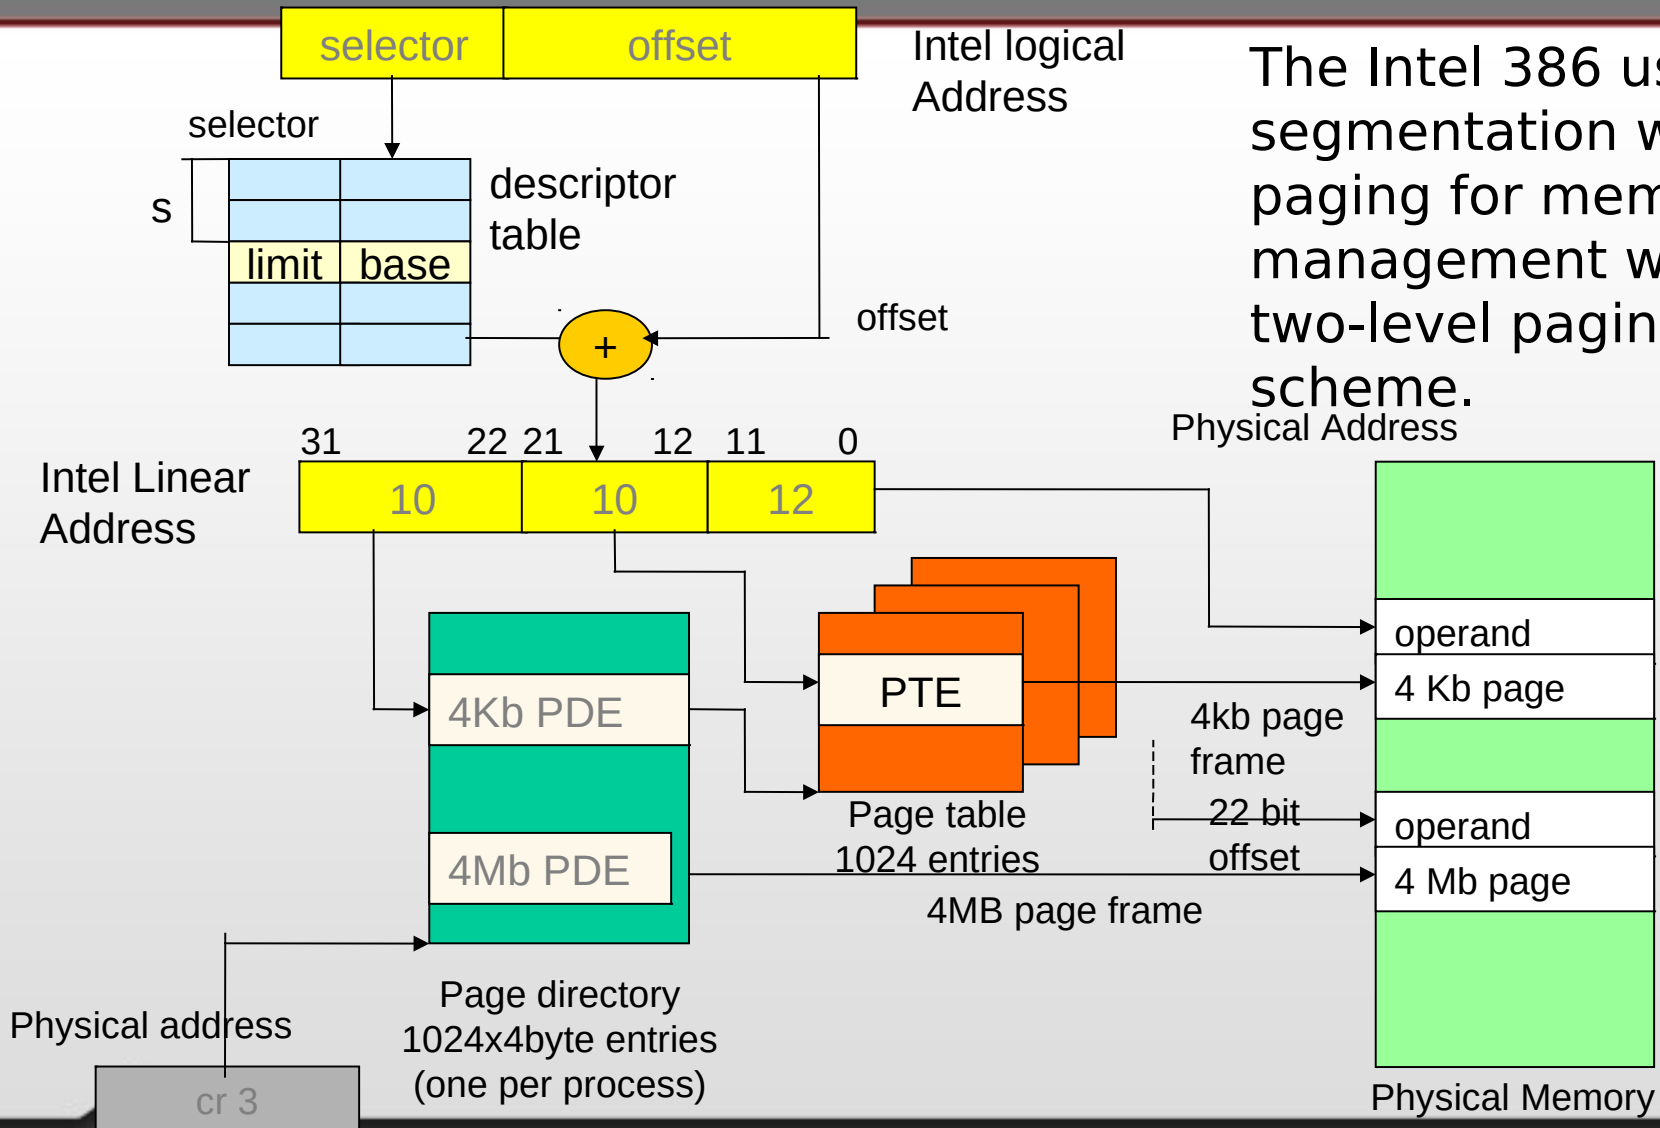 selector
offset
Intel logical
Address
The Intel 386
segmentation
paging for
management
two-level
scheme.
selector
s
descriptor
table
limit
base
offset
+
31
22
21
12
11
0
Physical Address
Intel Linear
Address
10
10
12
operand
4 Kb page
4Kb PDE
PTE
4kb page
frame
22 bit
offset
operand
4 Mb page
Page table
1024 entries
4Mb PDE
4MB page frame
Page directory
1024x4byte entries
(one per process)
Physical address
cr 3
Physical Memory